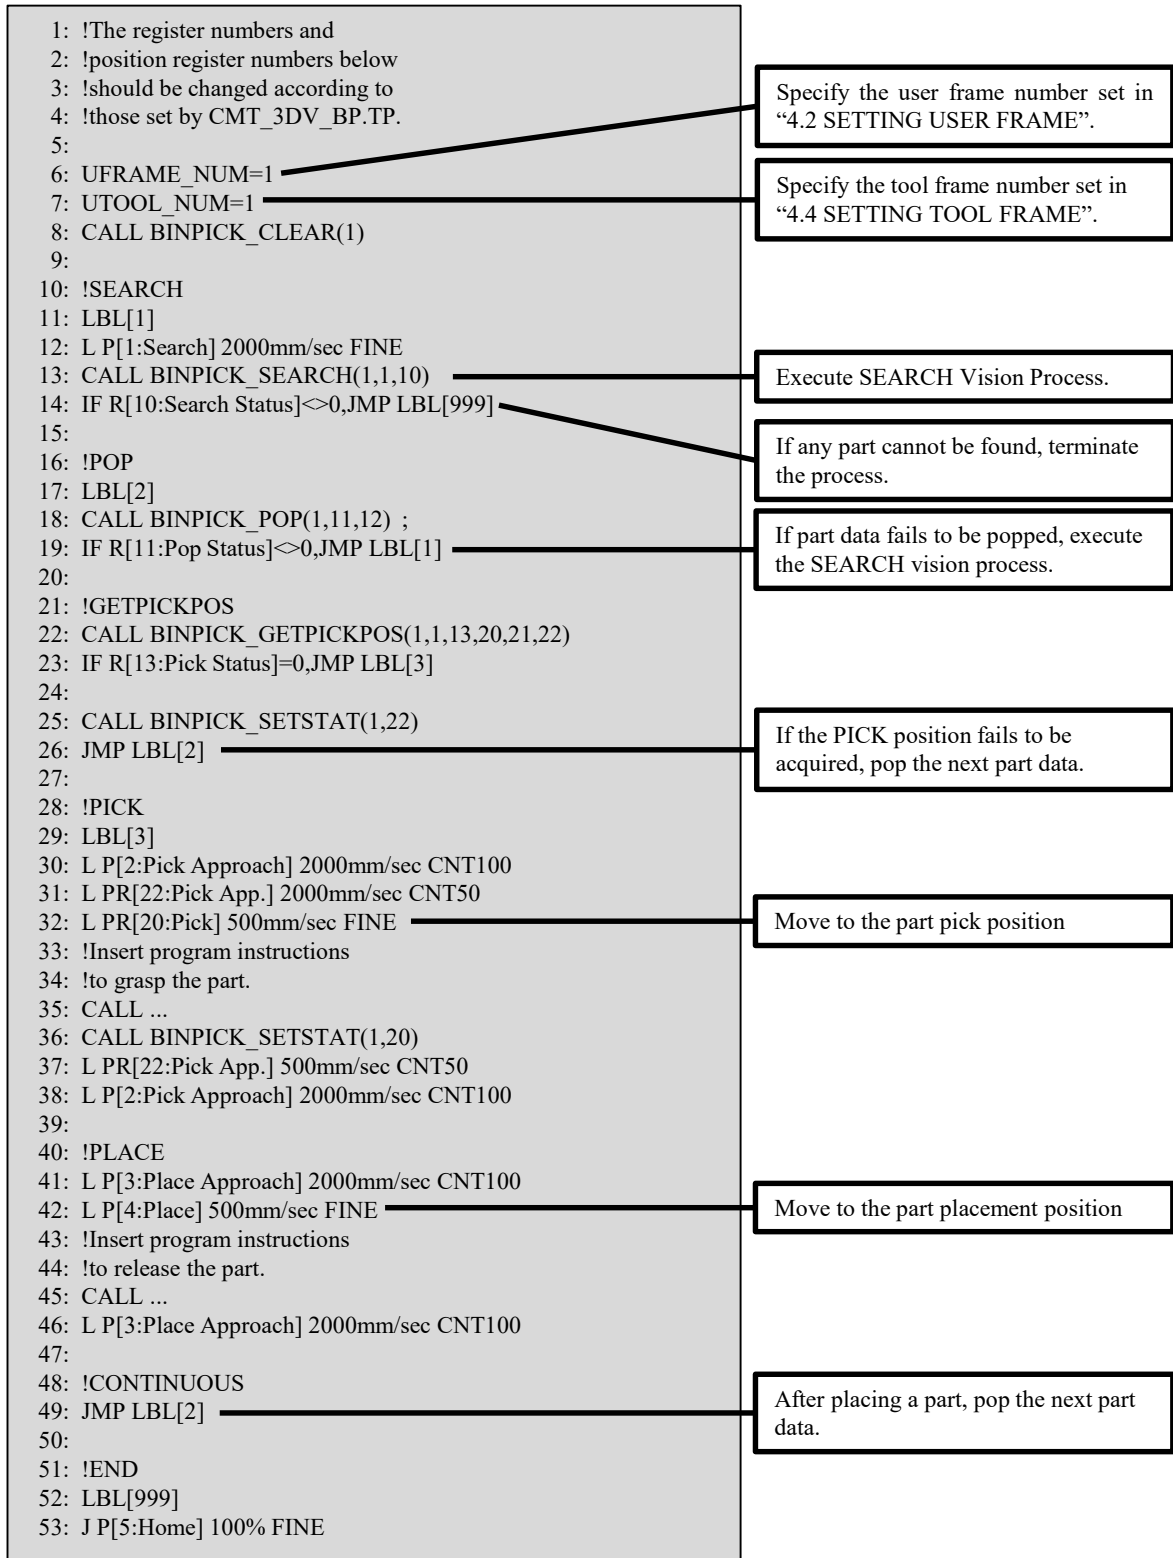 1: !The register numbers and
2: !position register numbers below
3: !should be changed according to
4: !those set by CMT_3DV_BP.TP.
5:
6: UFRAME_NUM=1
7: UTOOL_NUM=1
8: CALL BINPICK_CLEAR(1)
9:
10: !SEARCH
11: LBL[1]
12: L P[1:Search] 2000mm/sec FINE
13: CALL BINPICK_SEARCH(1,1,10)
14: IF R[10:Search Status]<>0,JMP LBL[999]
15:
16: !POP
17: LBL[2]
18: CALL BINPICK_POP(1,11,12) ;
19: IF R[11:Pop Status]<>0,JMP LBL[1]
20:
21: !GETPICKPOS
22: CALL BINPICK_GETPICKPOS(1,1,13,20,21,22)
23: IF R[13:Pick Status]=0,JMP LBL[3]
24:
25: CALL BINPICK_SETSTAT(1,22)
26: JMP LBL[2]
27:
28: !PICK
29: LBL[3]
30: L P[2:Pick Approach] 2000mm/sec CNT100
31: L PR[22:Pick App.] 2000mm/sec CNT50
32: L PR[20:Pick] 500mm/sec FINE
33: !Insert program instructions
34: !to grasp the part.
35: CALL ...
36: CALL BINPICK_SETSTAT(1,20)
37: L PR[22:Pick App.] 500mm/sec CNT50
38: L P[2:Pick Approach] 2000mm/sec CNT100
39:
40: !PLACE
41: L P[3:Place Approach] 2000mm/sec CNT100
42: L P[4:Place] 500mm/sec FINE
43: !Insert program instructions
44: !to release the part.
45: CALL ...
46: L P[3:Place Approach] 2000mm/sec CNT100
47:
48: !CONTINUOUS
49: JMP LBL[2]
50:
51: !END
52: LBL[999]
53: J P[5:Home] 100% FINE
Specify the user frame number set in
“4.2 SETTING USER FRAME”.
Specify the tool frame number set in
“4.4 SETTING TOOL FRAME”.
Execute SEARCH Vision Process.
If any part cannot be found, terminate
the process.
If part data fails to be popped, execute
the SEARCH vision process.
If the PICK position fails to be
acquired, pop the next part data.
Move to the part pick position
Move to the part placement position
After placing a part, pop the next part
data.